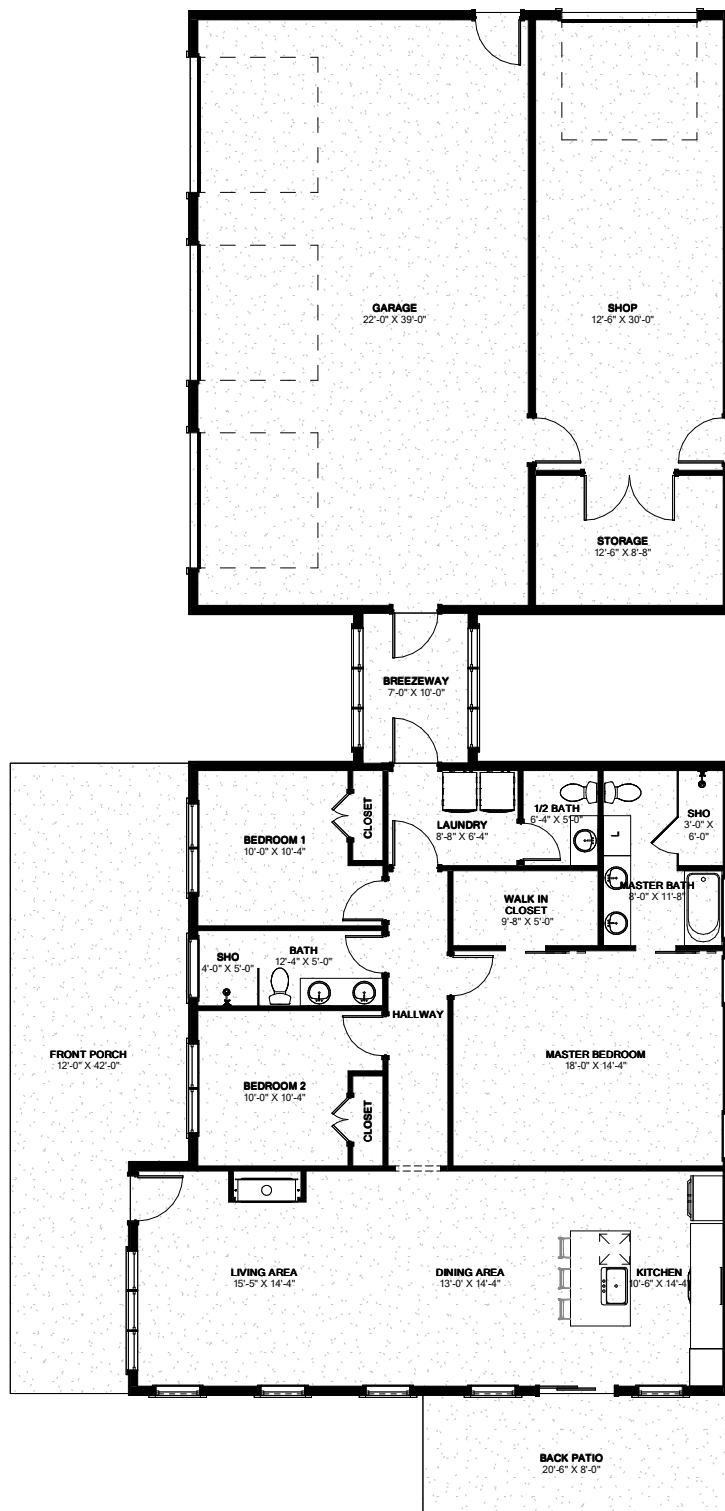 GARAGE
22'-0" X 39'-0"
SHOP
12'-6" X 30'-0"
STORAGE
12'-6" X 8'-8"
BREEZEWAY
7'-0" X 10'-0"
BEDROOM 1
10'-0" X 10'-4"
CLOSET
LAUNDRY
8'-8" X 6'-4"
1/2 BATH
6'-4" X 5'-0"
L
SHO
3'-0" X
6'-0"
MASTER BATH
8'-0" X 11'-8"
WALK IN
CLOSET
9'-8" X 5'-0"
BATH
12'-4" X 5'-0"
SHO
4'-0" X 5'-0"
HALLWAY
FRONT PORCH
12'-0" X 42'-0"
MASTER BEDROOM
18'-0" X 14'-4"
BEDROOM 2
10'-0" X 10'-4"
CLOSET
LIVING AREA
15'-5" X 14'-4"
DINING AREA
13'-0" X 14'-4"
KITCHEN
10'-6" X 14'-4"
BACK PATIO
20'-6" X 8'-0"